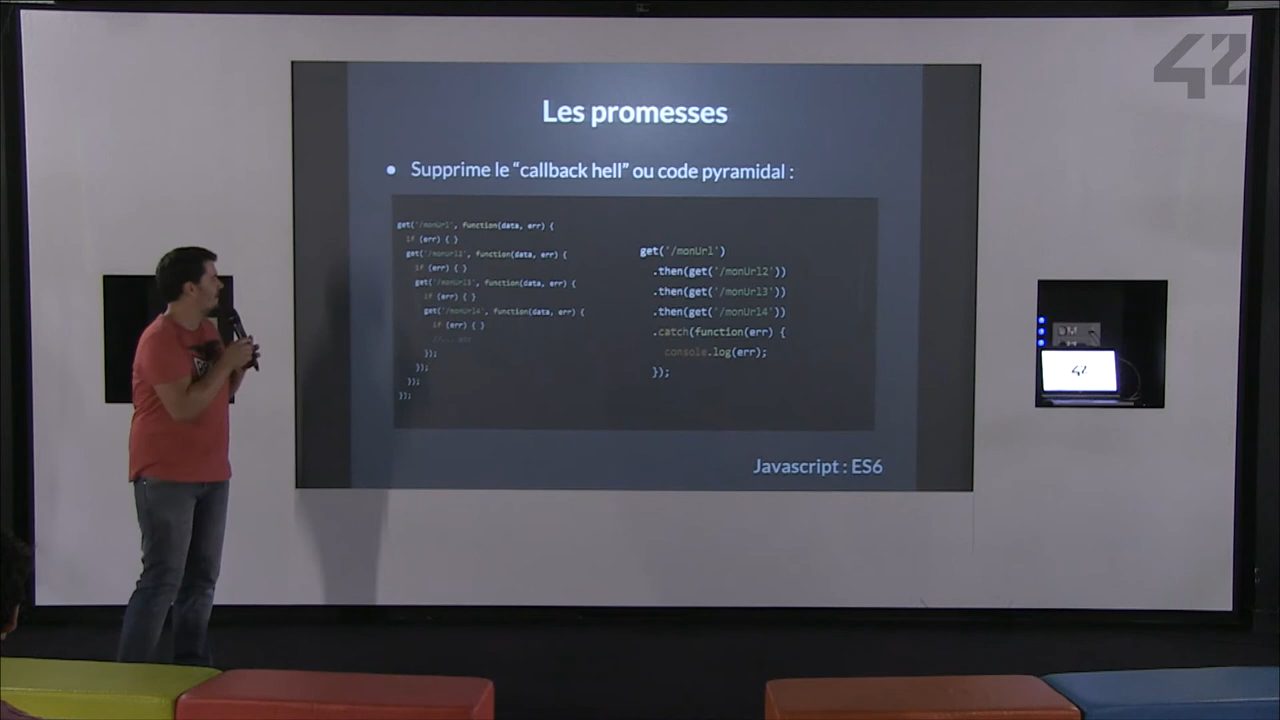 42
Les promesses
• Supprime le “callback hell” ou code pyramidal :
get('/monUrl', function(data, err) {
if (err) { }
get('/monUrl2', function(data, err) {
if (err) { }
get('/monUrl3', function(data, err) {
if (err) { }
get('/monUrl4', function(data, err) {
if (err) { }
//... etc
});
});
});
});
get('/monUrl')
.then(get('/monUrl2'))
.then(get('/monUrl3'))
.then(get('/monUrl4'))
.catch(function(err) {
console.log(err);
});
Javascript : ES6
42